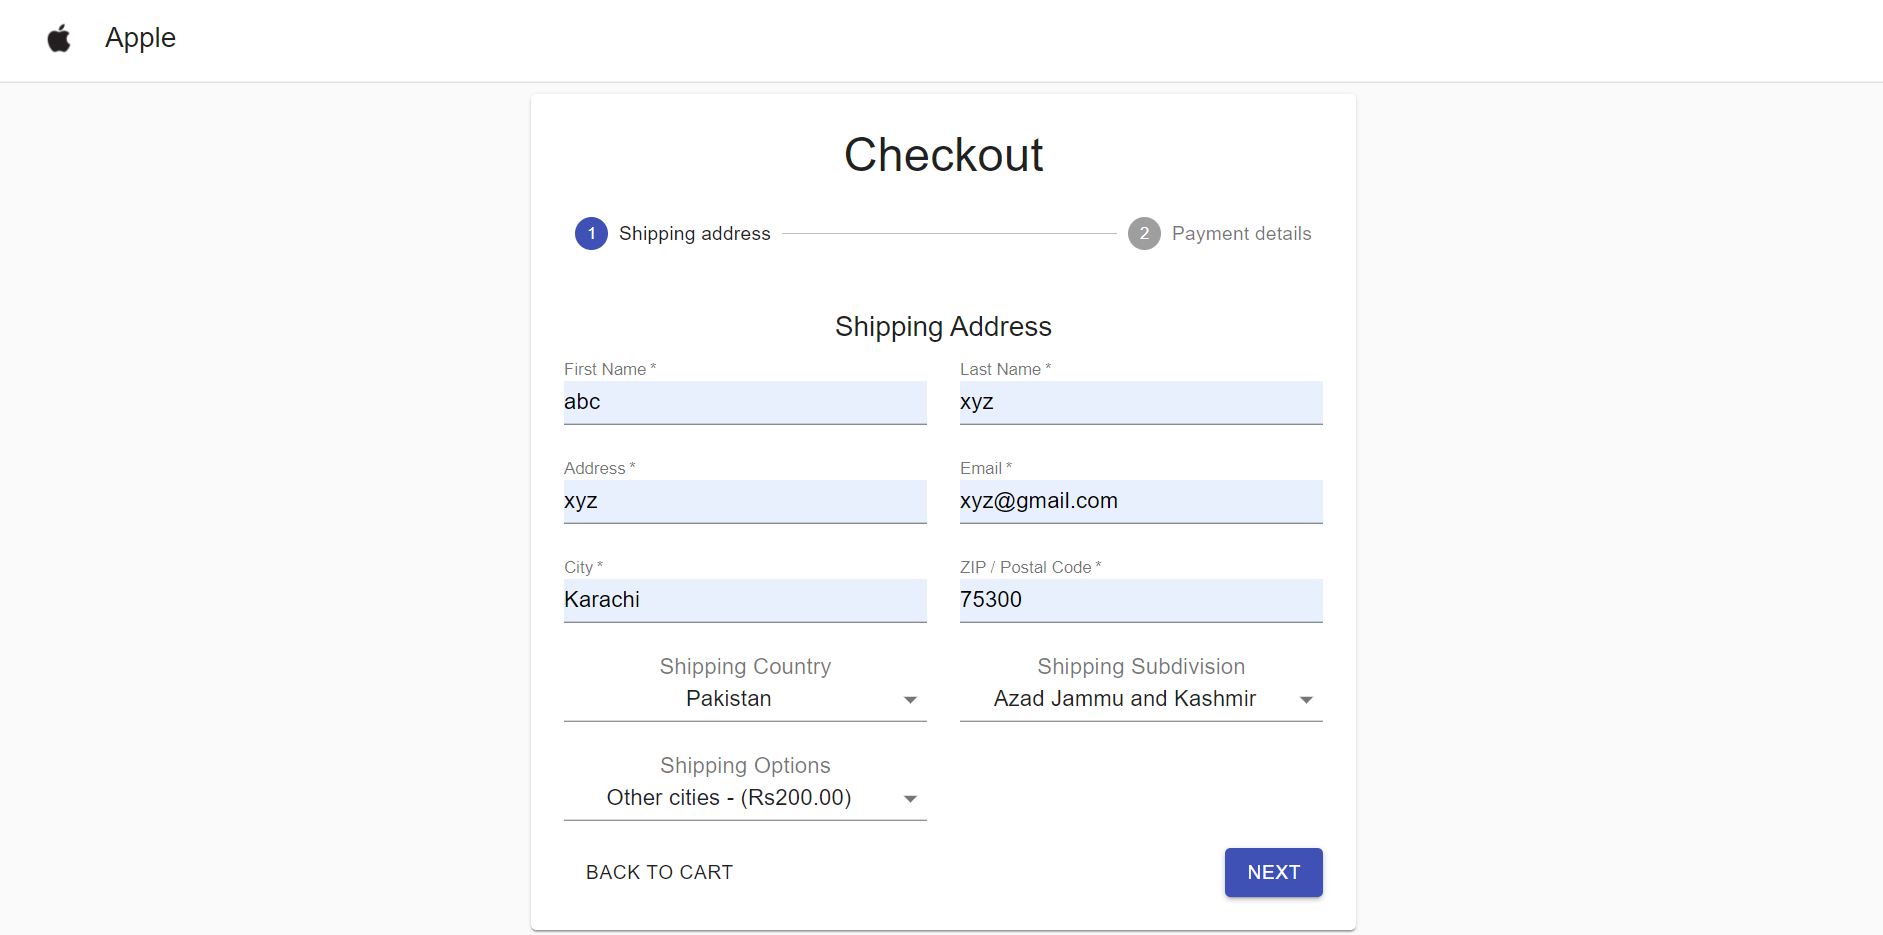 Apple
Checkout
1 Shipping address 2 Payment details
Shipping Address
First Name * Last Name *
abc xyz
Address * Email *
xyz xyz@gmail.com
City * ZIP / Postal Code *
Karachi 75300
Shipping Country Shipping Subdivision
Pakistan Azad Jammu and Kashmir
Shipping Options
Other cities - (Rs200.00)
BACK TO CART NEXT